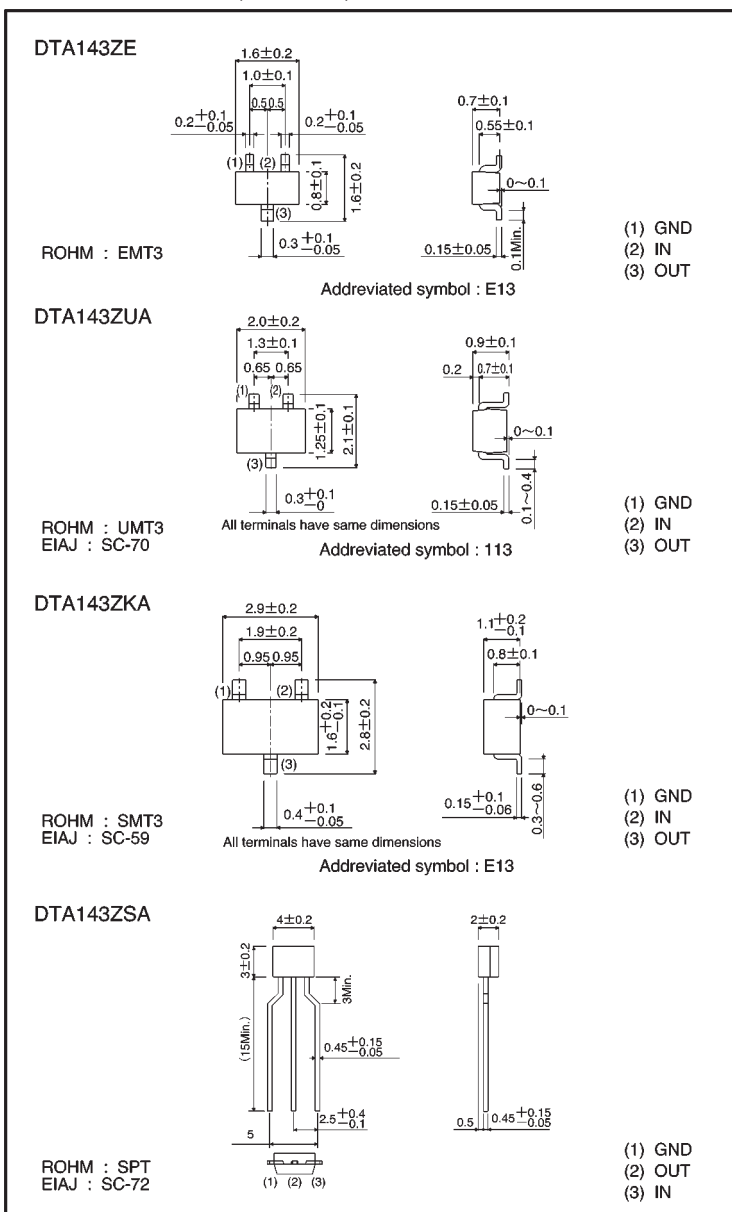 DTA143ZE
1.6±0.2
1.0±0.1
0.5 0.5
0.2+0.1 −0.05
0.2+0.1 −0.05
(1) (2)
(3)
0.8±0.1
1.6±0.2
0.3+0.1 −0.05
0.7±0.1
0.55±0.1
0~0.1
0.15±0.05
0.1Min.
ROHM : EMT3
(1) GND
(2) IN
(3) OUT
Addreviated symbol : E13
DTA143ZUA
2.0±0.2
1.3±0.1
0.65 0.65
(1) (2)
(3)
1.25±0.1
2.1±0.1
0.3+0.1 −0
0.9±0.1
0.2 0.7±0.1
0~0.1
0.15±0.05
0.1~0.4
All terminals have same dimensions
ROHM : UMT3
EIAJ : SC-70
(1) GND
(2) IN
(3) OUT
Addreviated symbol : 113
DTA143ZKA
2.9±0.2
1.9±0.2
0.95 0.95
(1) (2)
(3)
1.6+0.2 −0.1
2.8±0.2
0.4+0.1 −0.05
1.1+0.2 −0.1
0.8±0.1
0~0.1
0.15+0.1 −0.06
0.3~0.6
All terminals have same dimensions
ROHM : SMT3
EIAJ : SC-59
(1) GND
(2) IN
(3) OUT
Addreviated symbol : E13
DTA143ZSA
4±0.2
2±0.2
3±0.2
3Min.
(15Min.)
0.45+0.15 −0.05
2.5+0.4 −0.1
5
0.5 0.45+0.15 −0.05
(1) (2) (3)
ROHM : SPT
EIAJ : SC-72
(1) GND
(2) OUT
(3) IN